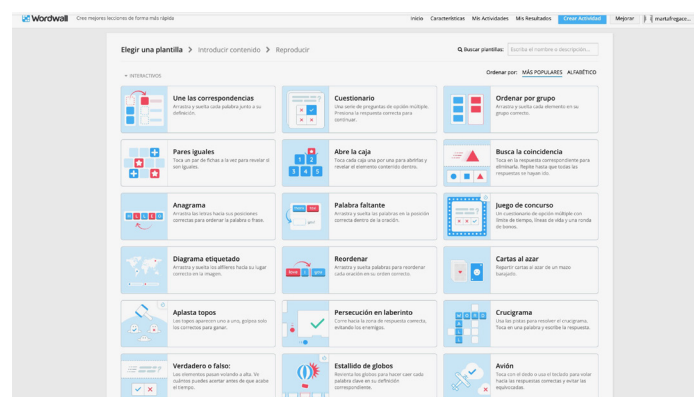 Wordwall
Cree mejores lecciones de forma más rápida
Inicio Características Mis Actividades Mis Resultados Crear Actividad Mejorar martafregace...
Elegir una plantilla > Introducir contenido > Reproducir
Buscar plantillas: Escriba el nombre o descripción...
INTERACTIVOS
Ordenar por: MÁS POPULARES ALFABÉTICO
Une las correspondencias
Arrastra y suelta cada palabra junto a su
definición.
Cuestionario
Una serie de preguntas de opción múltiple.
Presiona la respuesta correcta para
continuar.
Ordenar por grupo
Arrastra y suelta cada elemento en su
grupo correcto.
Pares iguales
Toca un par de fichas a la vez para revelar si
son iguales.
1 2
3 4 5
Abre la caja
Toca cada caja una por una para abrirlas y
revelar el elemento contenido dentro.
Busca la coincidencia
Toca en la respuesta correspondiente para
eliminarla. Repite hasta que todas las
respuestas se hayan ido.
Anagrama
Arrastra las letras hacia sus posiciones
correctas para ordenar la palabra o frase.
Palabra faltante
Arrastra y suelta las palabras en la posición
correcta dentro de la oración.
Juego de concurso
Un cuestionario de opción múltiple con
límite de tiempo, líneas de vida y una ronda
de bonos.
Diagrama etiquetado
Arrastra y suelta los alfileres hacia su lugar
correcto en la imagen.
Reordenar
Arrastra y suelta palabras para reordenar
cada oración en su orden correcto.
Cartas al azar
Repartir cartas al azar de un mazo
barajado.
Aplasta topos
Los topos aparecen uno a uno, golpea solo
los correctos para ganar.
Persecución en laberinto
Corre hacia la zona de respuesta correcta,
evitando los enemigos.
Crucigrama
Usa las pistas para resolver el crucigrama.
Toca en una palabra y escribe la respuesta.
Verdadero o falso:
Los elementos pasan volando a alta. Ve
cuántos puedes acertar antes de que acabe
el tiempo.
Estallido de globos
Revienta los globos para hacer caer cada
palabra clave en su definición
correspondiente.
Avión
Toca con el dedo o usa el teclado para volar
hacia las respuestas correctas y evitar las
equivocadas.